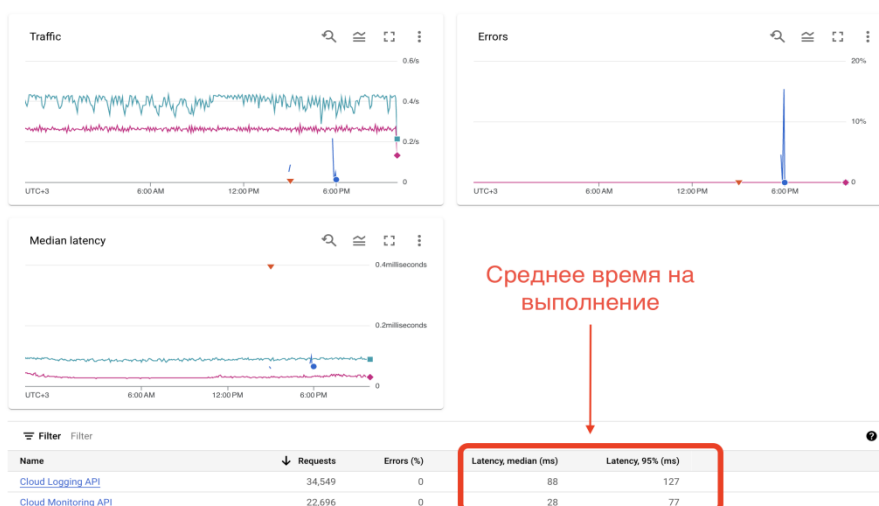 Traffic
0.6/s
0.4/s
0.2/s
0
UTC+3 6:00 AM 12:00 PM 6:00 PM
Errors
20%
10%
0
UTC+3 6:00 AM 12:00 PM 6:00 PM
Median latency
0.4milliseconds
0.2milliseconds
0
UTC+3 6:00 AM 12:00 PM 6:00 PM
Среднее время на
выполнение
Filter Filter
Name Requests Errors (%) Latency, median (ms) Latency, 95% (ms)
Cloud Logging API 34,549 0 88 127
Cloud Monitoring API 22,696 0 28 77